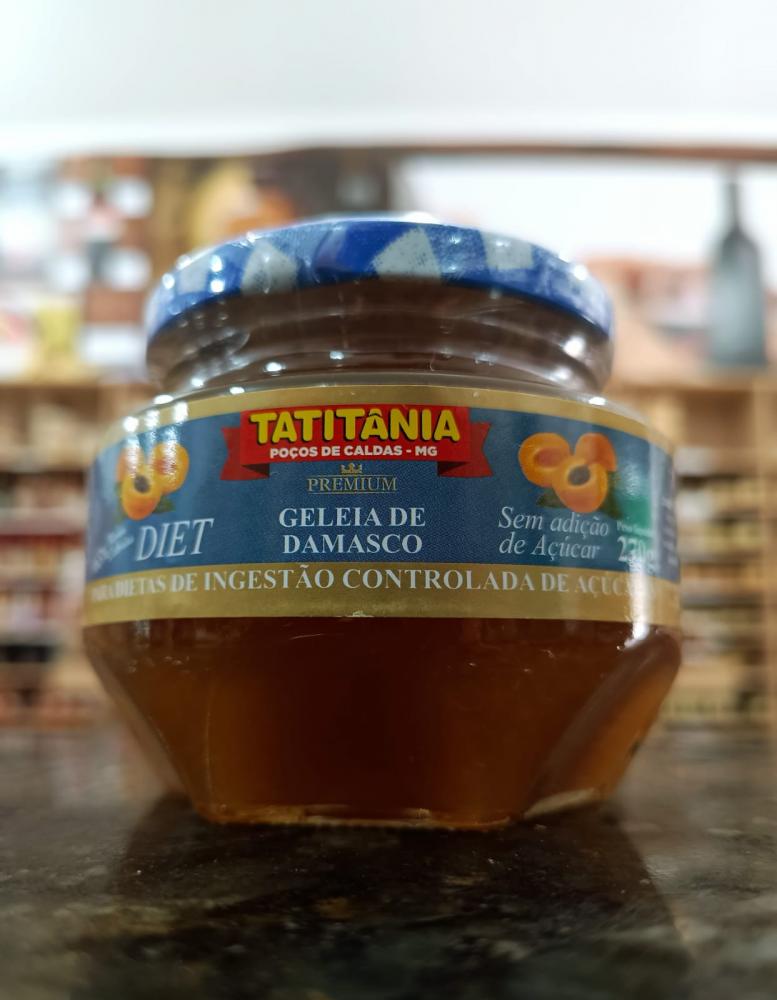 TATITÂNIA
POÇOS DE CALDAS - MG
PREMIUM
DIET
GELEIA DE
DAMASCO
Sem adição
de Açúcar
PARA DIETAS DE INGESTÃO CONTROLADA DE